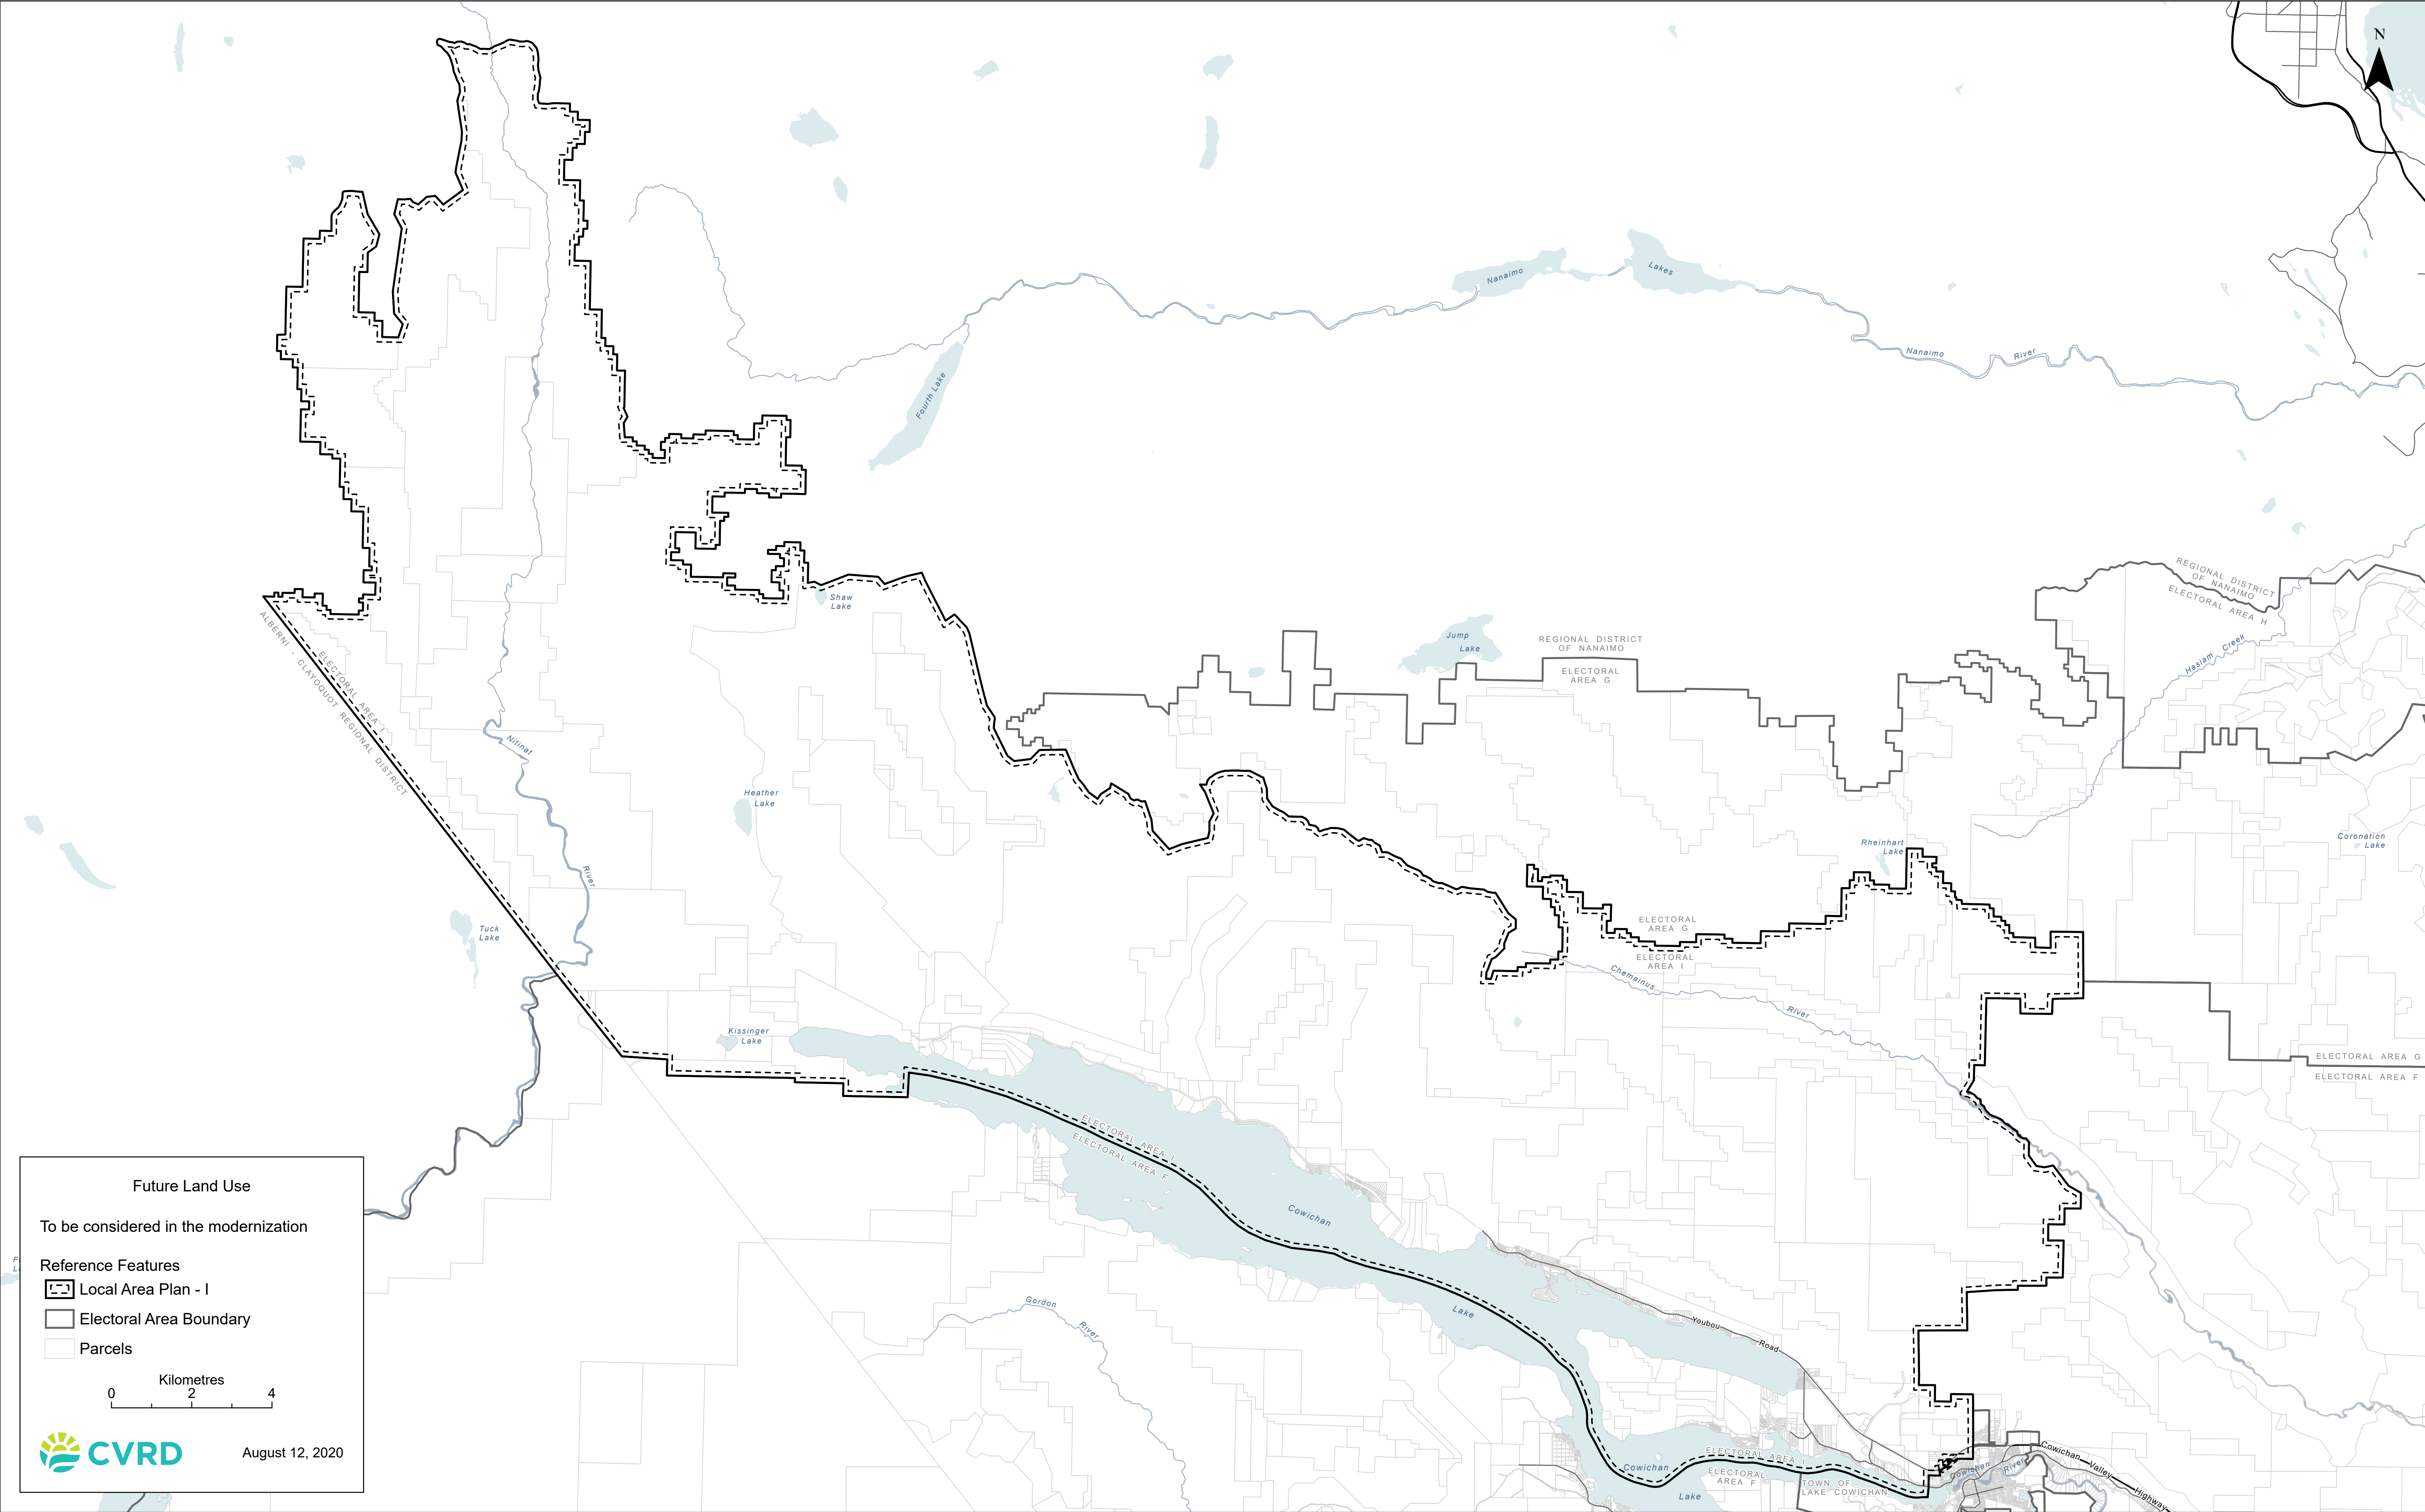 N
Nanaimo
Lakes
Nanaimo
River
Fourth Lake
REGIONAL DISTRICT
OF NANAIMO
ELECTORAL AREA H
Haslam Creek
Shaw
Lake
Jump
Lake
REGIONAL DISTRICT
OF NANAIMO
ELECTORAL
AREA G
ELECTORAL AREA I
ALBERNI - CLAYOQUOT REGIONAL DISTRICT
Nitinat
River
Heather
Lake
Rheinhart
Lake
Coronation
Lake
Tuck
Lake
ELECTORAL
AREA G
ELECTORAL
AREA I
Chemainus
River
Kissinger
Lake
ELECTORAL AREA G
ELECTORAL AREA F
ELECTORAL AREA I
ELECTORAL AREA F
Cowichan
Lake
Gordon
River
Youbou
Road
Cowichan
Lake
ELECTORAL AREA I
ELECTORAL
AREA F
TOWN OF
LAKE COWICHAN
Cowichan
River
Cowichan Valley
Highway
Future Land Use
To be considered in the modernization
Reference Features
Local Area Plan - I
Electoral Area Boundary
Parcels
Kilometres
0 2 4
CVRD
August 12, 2020